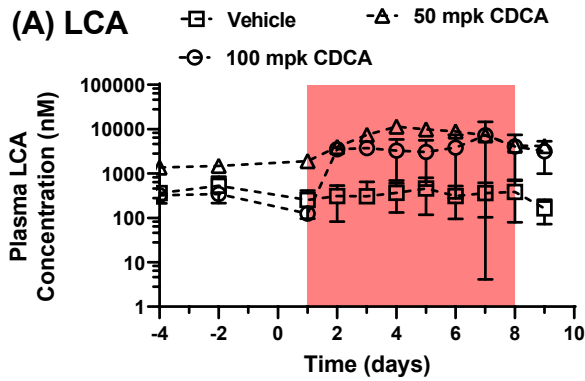 (A) LCA
Vehicle
50 mpk CDCA
100 mpk CDCA
Plasma LCA
Concentration (nM)
100000
10000
1000
100
10
1
-4 -2 0 2 4 6 8 10
Time (days)